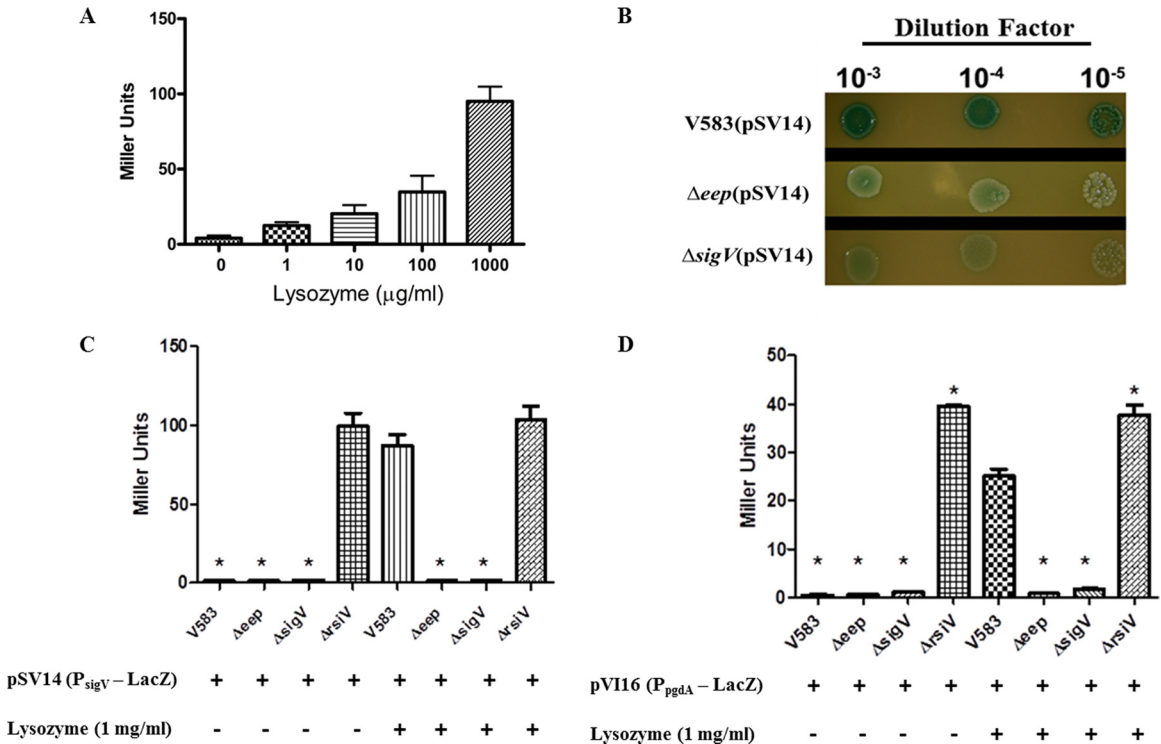 A
150
100
50
0
Miller Units
0 1 10 100 1000
Lysozyme (μg/ml)
B
Dilution Factor
10-3 10-4 10-5
V583(pSV14)
Δeep(pSV14)
ΔsigV(pSV14)
C
150
100
50
0
Miller Units
* * * * *
V583 Δeep ΔsigV ΔrsiV V583 Δeep ΔsigV ΔrsiV
pSV14 (PsigV – LacZ) + + + + + + + +
Lysozyme (1 mg/ml) - - - - + + + +
D
50
40
30
20
10
0
Miller Units
* * * * * * *
V583 Δeep ΔsigV ΔrsiV V583 Δeep ΔsigV ΔrsiV
pVI16 (PpgdA – LacZ) + + + + + + + +
Lysozyme (1 mg/ml) - - - - + + + +